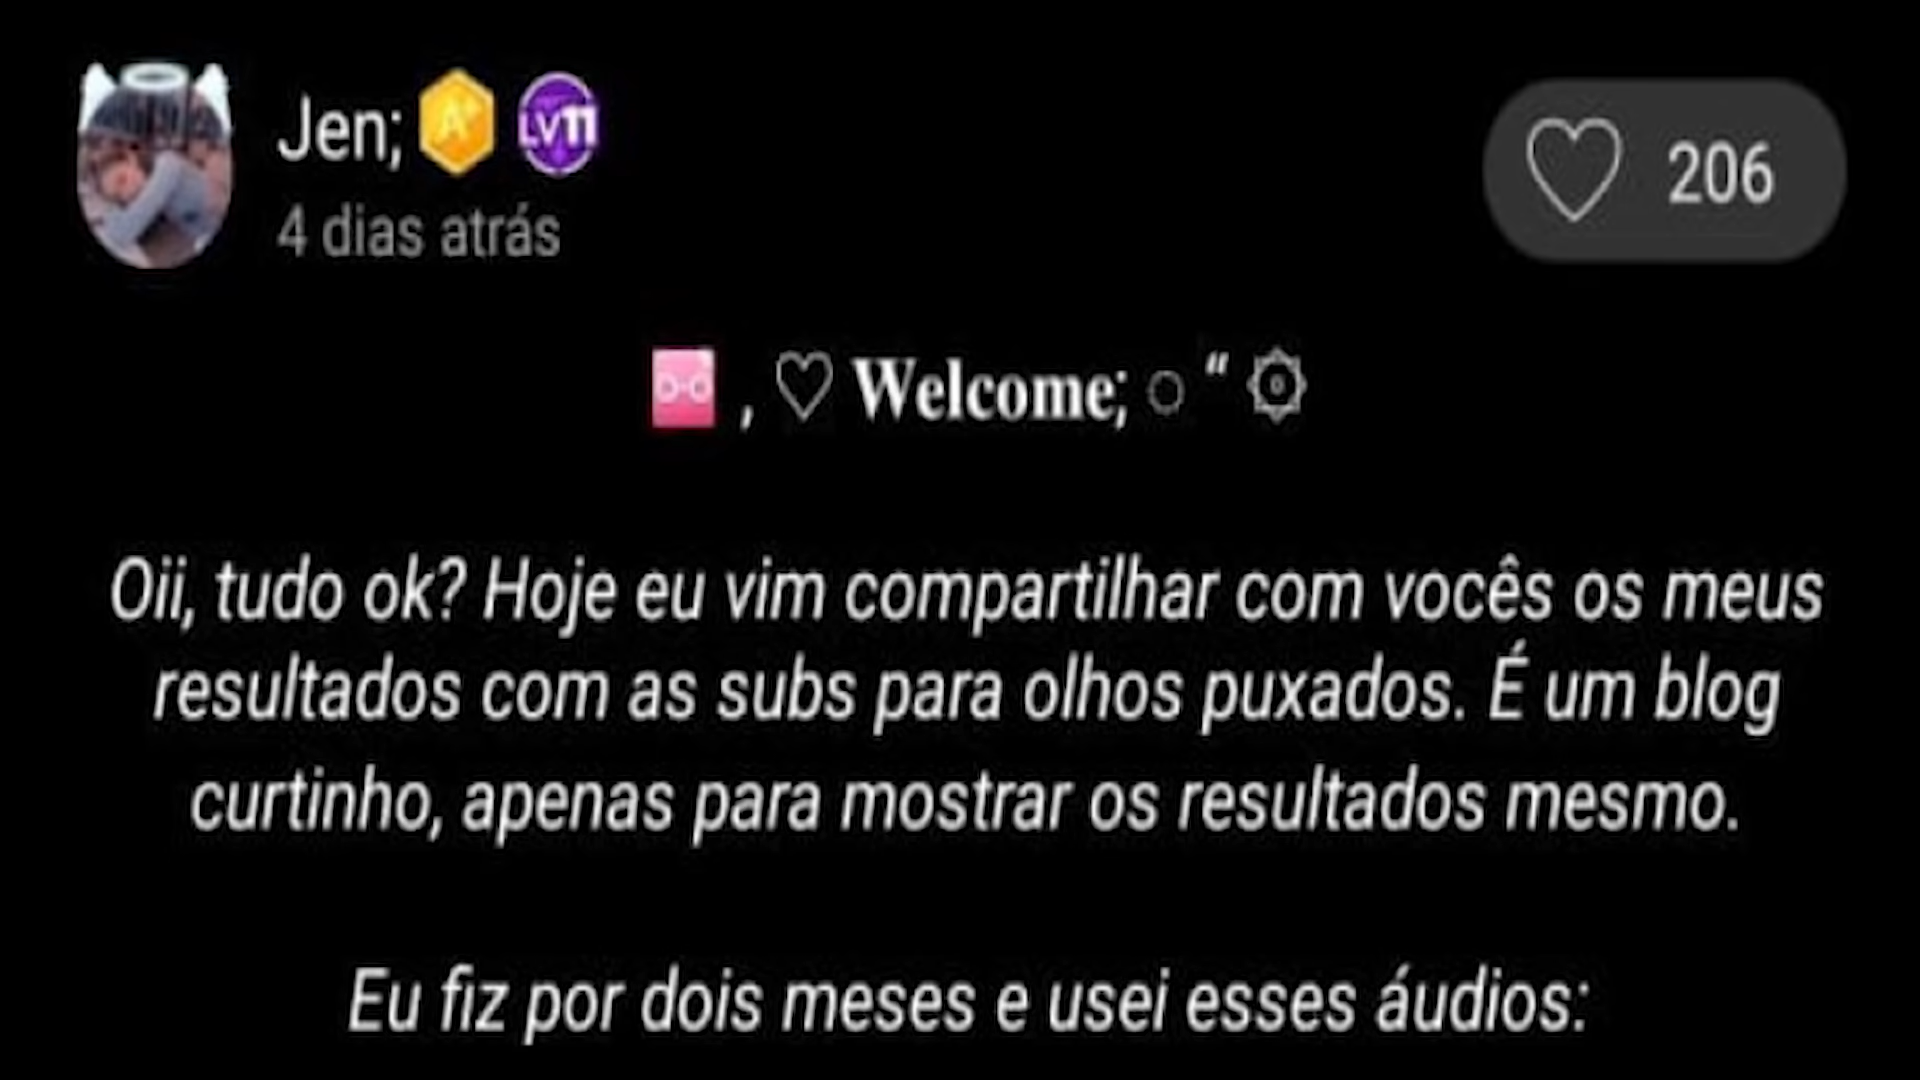 Jen; A+ Lv11
4 dias atrás
206
, ♡ Welcome; ○ “ ۞
Oii, tudo ok? Hoje eu vim compartilhar com vocês os meus
resultados com as subs para olhos puxados. É um blog
curtinho, apenas para mostrar os resultados mesmo.
Eu fiz por dois meses e usei esses áudios: